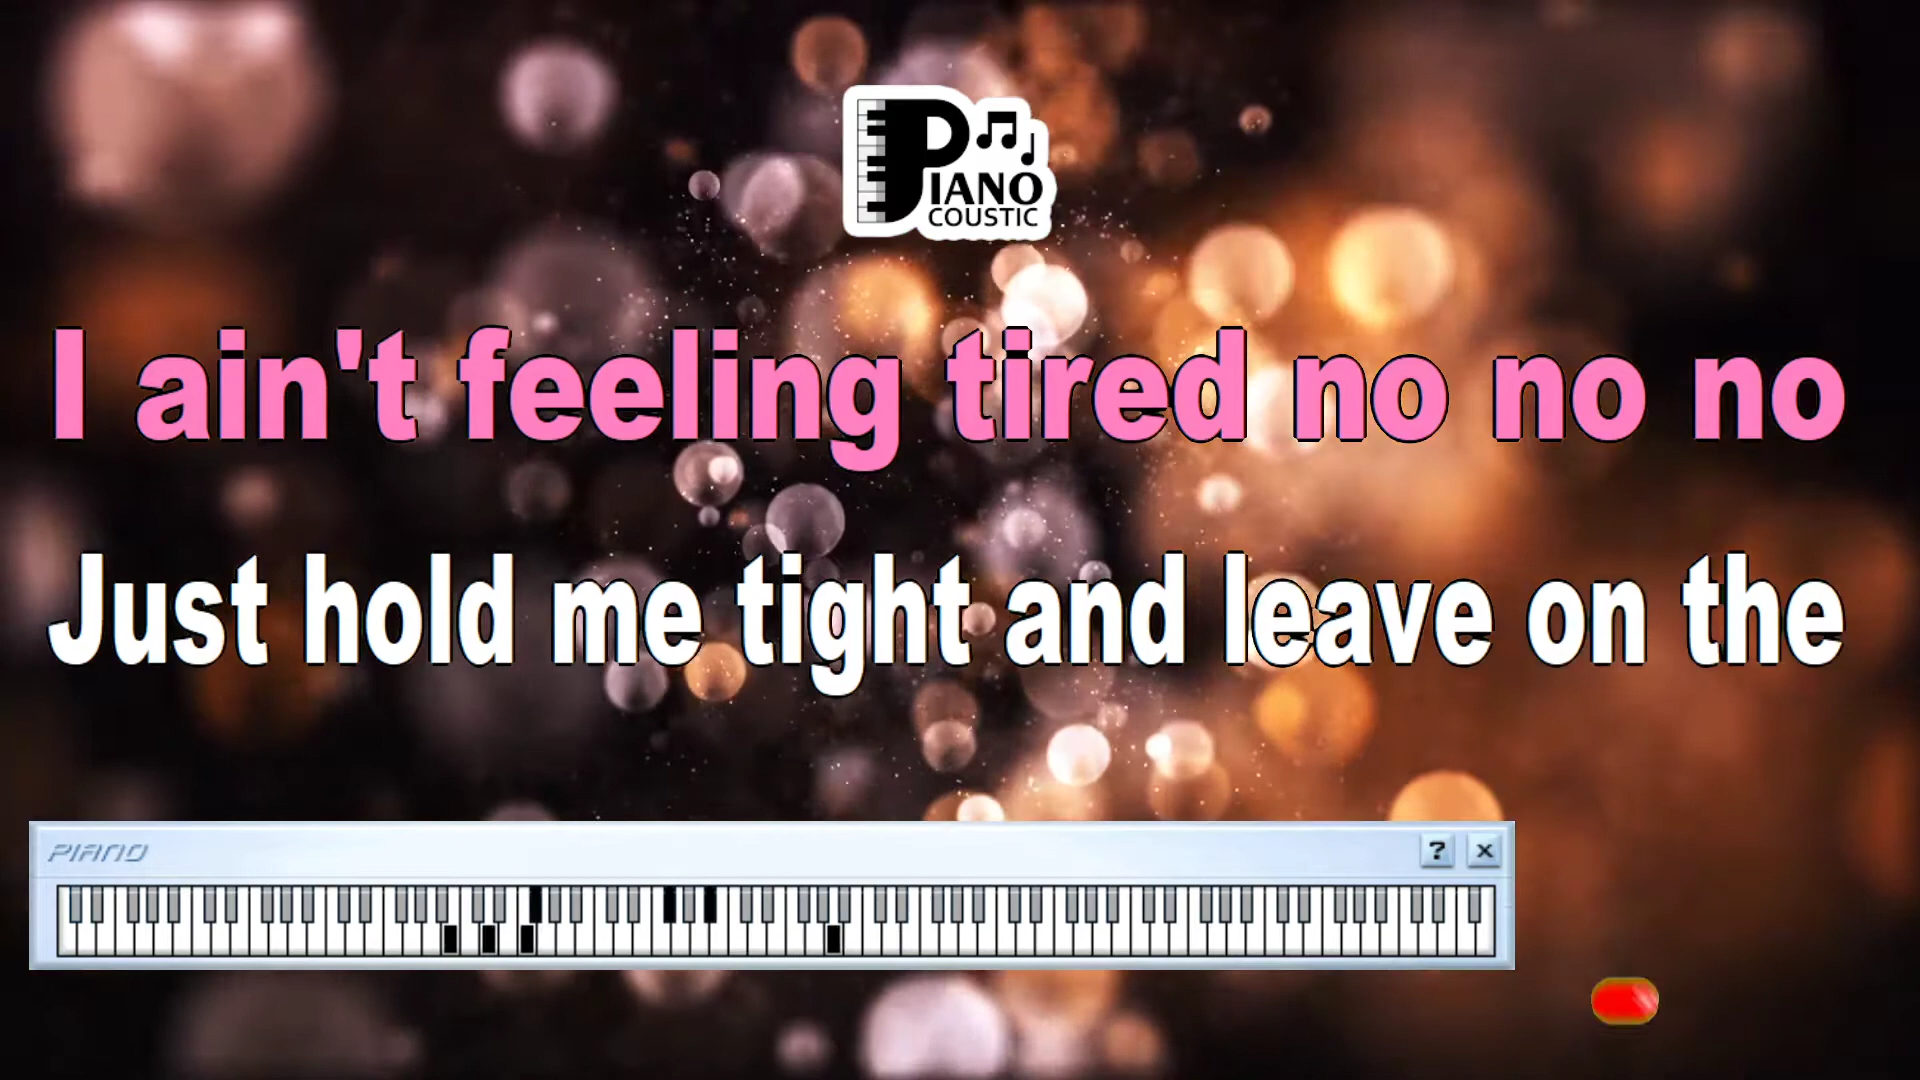 PIANO
COUSTIC
I ain't feeling tired no no no
Just hold me tight and leave on the
PIANO
? x